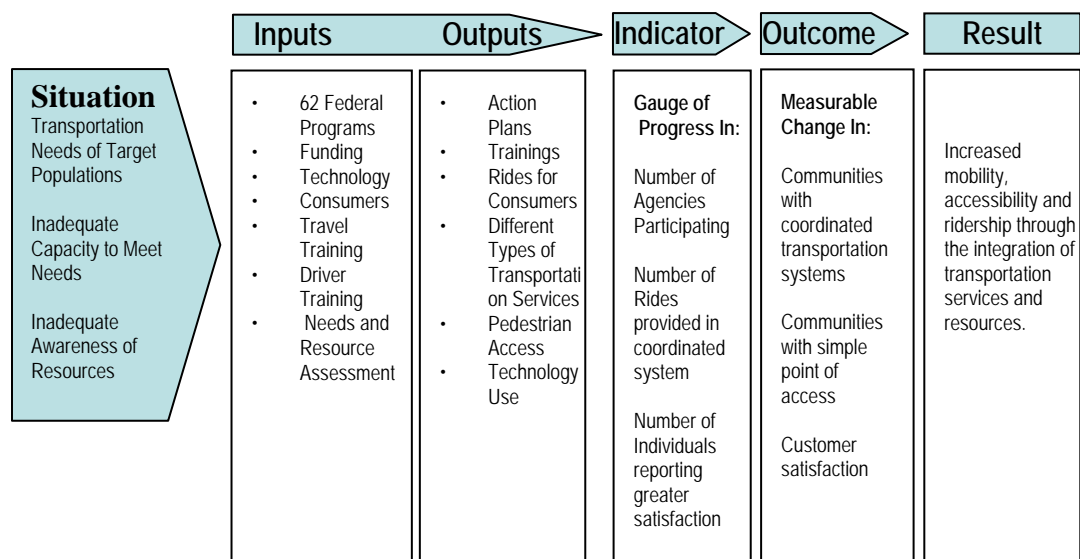 Inputs
Outputs
Indicator
Outcome
Result
Situation
Transportation
Needs of Target
Populations
Inadequate
Capacity to Meet
Needs
Inadequate
Awareness of
Resources
• 62 Federal
Programs
• Funding
• Technology
• Consumers
• Travel
Training
• Driver
Training
• Needs and
Resource
Assessment
• Action
Plans
• Trainings
• Rides for
Consumers
• Different
Types of
Transportati
on Services
• Pedestrian
Access
• Technology
Use
Gauge of
Progress In:
Number of
Agencies
Participating
Number of
Rides
provided in
coordinated
system
Number of
Individuals
reporting
greater
satisfaction
Measurable
Change In:
Communities
with
coordinated
transportation
systems
Communities
with simple
point of
access
Customer
satisfaction
Increased
mobility,
accessibility and
ridership through
the integration of
transportation
services and
resources.